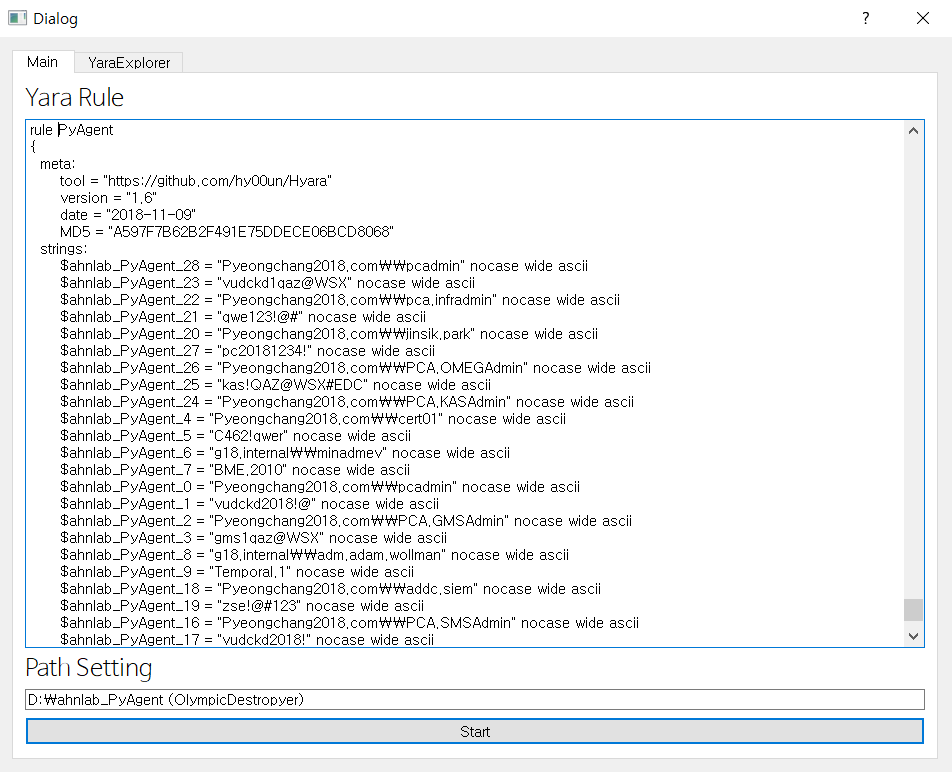 Dialog
?
Main YaraExplorer
Yara Rule
rule PyAgent
{
meta:
tool = "https://github.com/hy00un/Hyara"
version = "1.6"
date = "2018-11-09"
MD5 = "A597F7B62B2F491E75DDECE06BCD8068"
strings:
$ahnlab_PyAgent_28 = "Pyeongchang2018.com₩₩pcadmin" nocase wide ascii
$ahnlab_PyAgent_23 = "vudckd1qaz@WSX" nocase wide ascii
$ahnlab_PyAgent_22 = "Pyeongchang2018.com₩₩pca.infradmin" nocase wide ascii
$ahnlab_PyAgent_21 = "qwe123!@#" nocase wide ascii
$ahnlab_PyAgent_20 = "Pyeongchang2018.com₩₩jinsik.park" nocase wide ascii
$ahnlab_PyAgent_27 = "pc20181234!" nocase wide ascii
$ahnlab_PyAgent_26 = "Pyeongchang2018.com₩₩PCA.OMEGAdmin" nocase wide ascii
$ahnlab_PyAgent_25 = "kas!QAZ@WSX#EDC" nocase wide ascii
$ahnlab_PyAgent_24 = "Pyeongchang2018.com₩₩PCA.KASAdmin" nocase wide ascii
$ahnlab_PyAgent_4 = "Pyeongchang2018.com₩₩cert01" nocase wide ascii
$ahnlab_PyAgent_5 = "C462!qwer" nocase wide ascii
$ahnlab_PyAgent_6 = "g18.internal₩₩minadmev" nocase wide ascii
$ahnlab_PyAgent_7 = "BME.2010" nocase wide ascii
$ahnlab_PyAgent_0 = "Pyeongchang2018.com₩₩pcadmin" nocase wide ascii
$ahnlab_PyAgent_1 = "vudckd2018!@" nocase wide ascii
$ahnlab_PyAgent_2 = "Pyeongchang2018.com₩₩PCA.GMSAdmin" nocase wide ascii
$ahnlab_PyAgent_3 = "gms1qaz@WSX" nocase wide ascii
$ahnlab_PyAgent_8 = "g18.internal₩₩adm.adam.wollman" nocase wide ascii
$ahnlab_PyAgent_9 = "Temporal.1" nocase wide ascii
$ahnlab_PyAgent_18 = "Pyeongchang2018.com₩₩addc.siem" nocase wide ascii
$ahnlab_PyAgent_19 = "zse!@#123" nocase wide ascii
$ahnlab_PyAgent_16 = "Pyeongchang2018.com₩₩PCA.SMSAdmin" nocase wide ascii
$ahnlab_PyAgent_17 = "vudckd2018!" nocase wide ascii
Path Setting
D:₩ahnlab_PyAgent (OlympicDestropyer)
Start